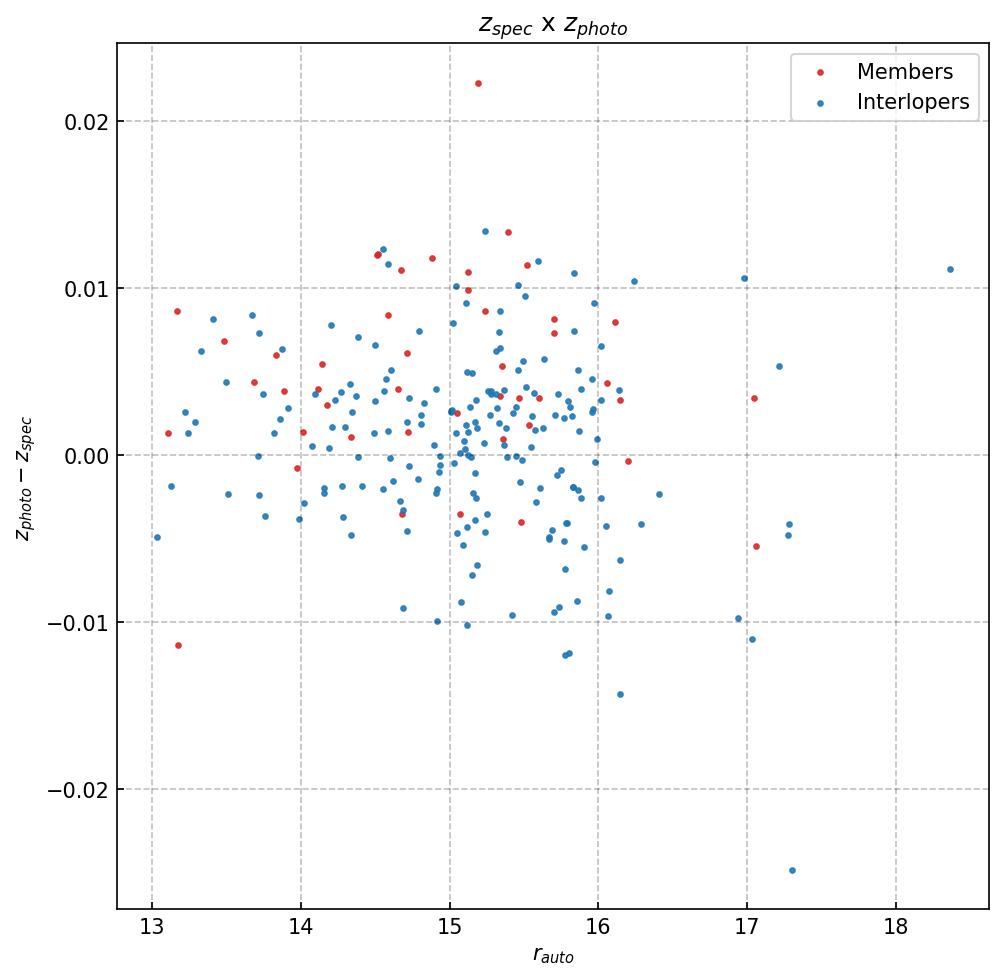 z_spec x z_photo
Members
Interlopers
0.02
0.01
0.00
−0.01
−0.02
z_photo − z_spec
13 14 15 16 17 18
r_auto